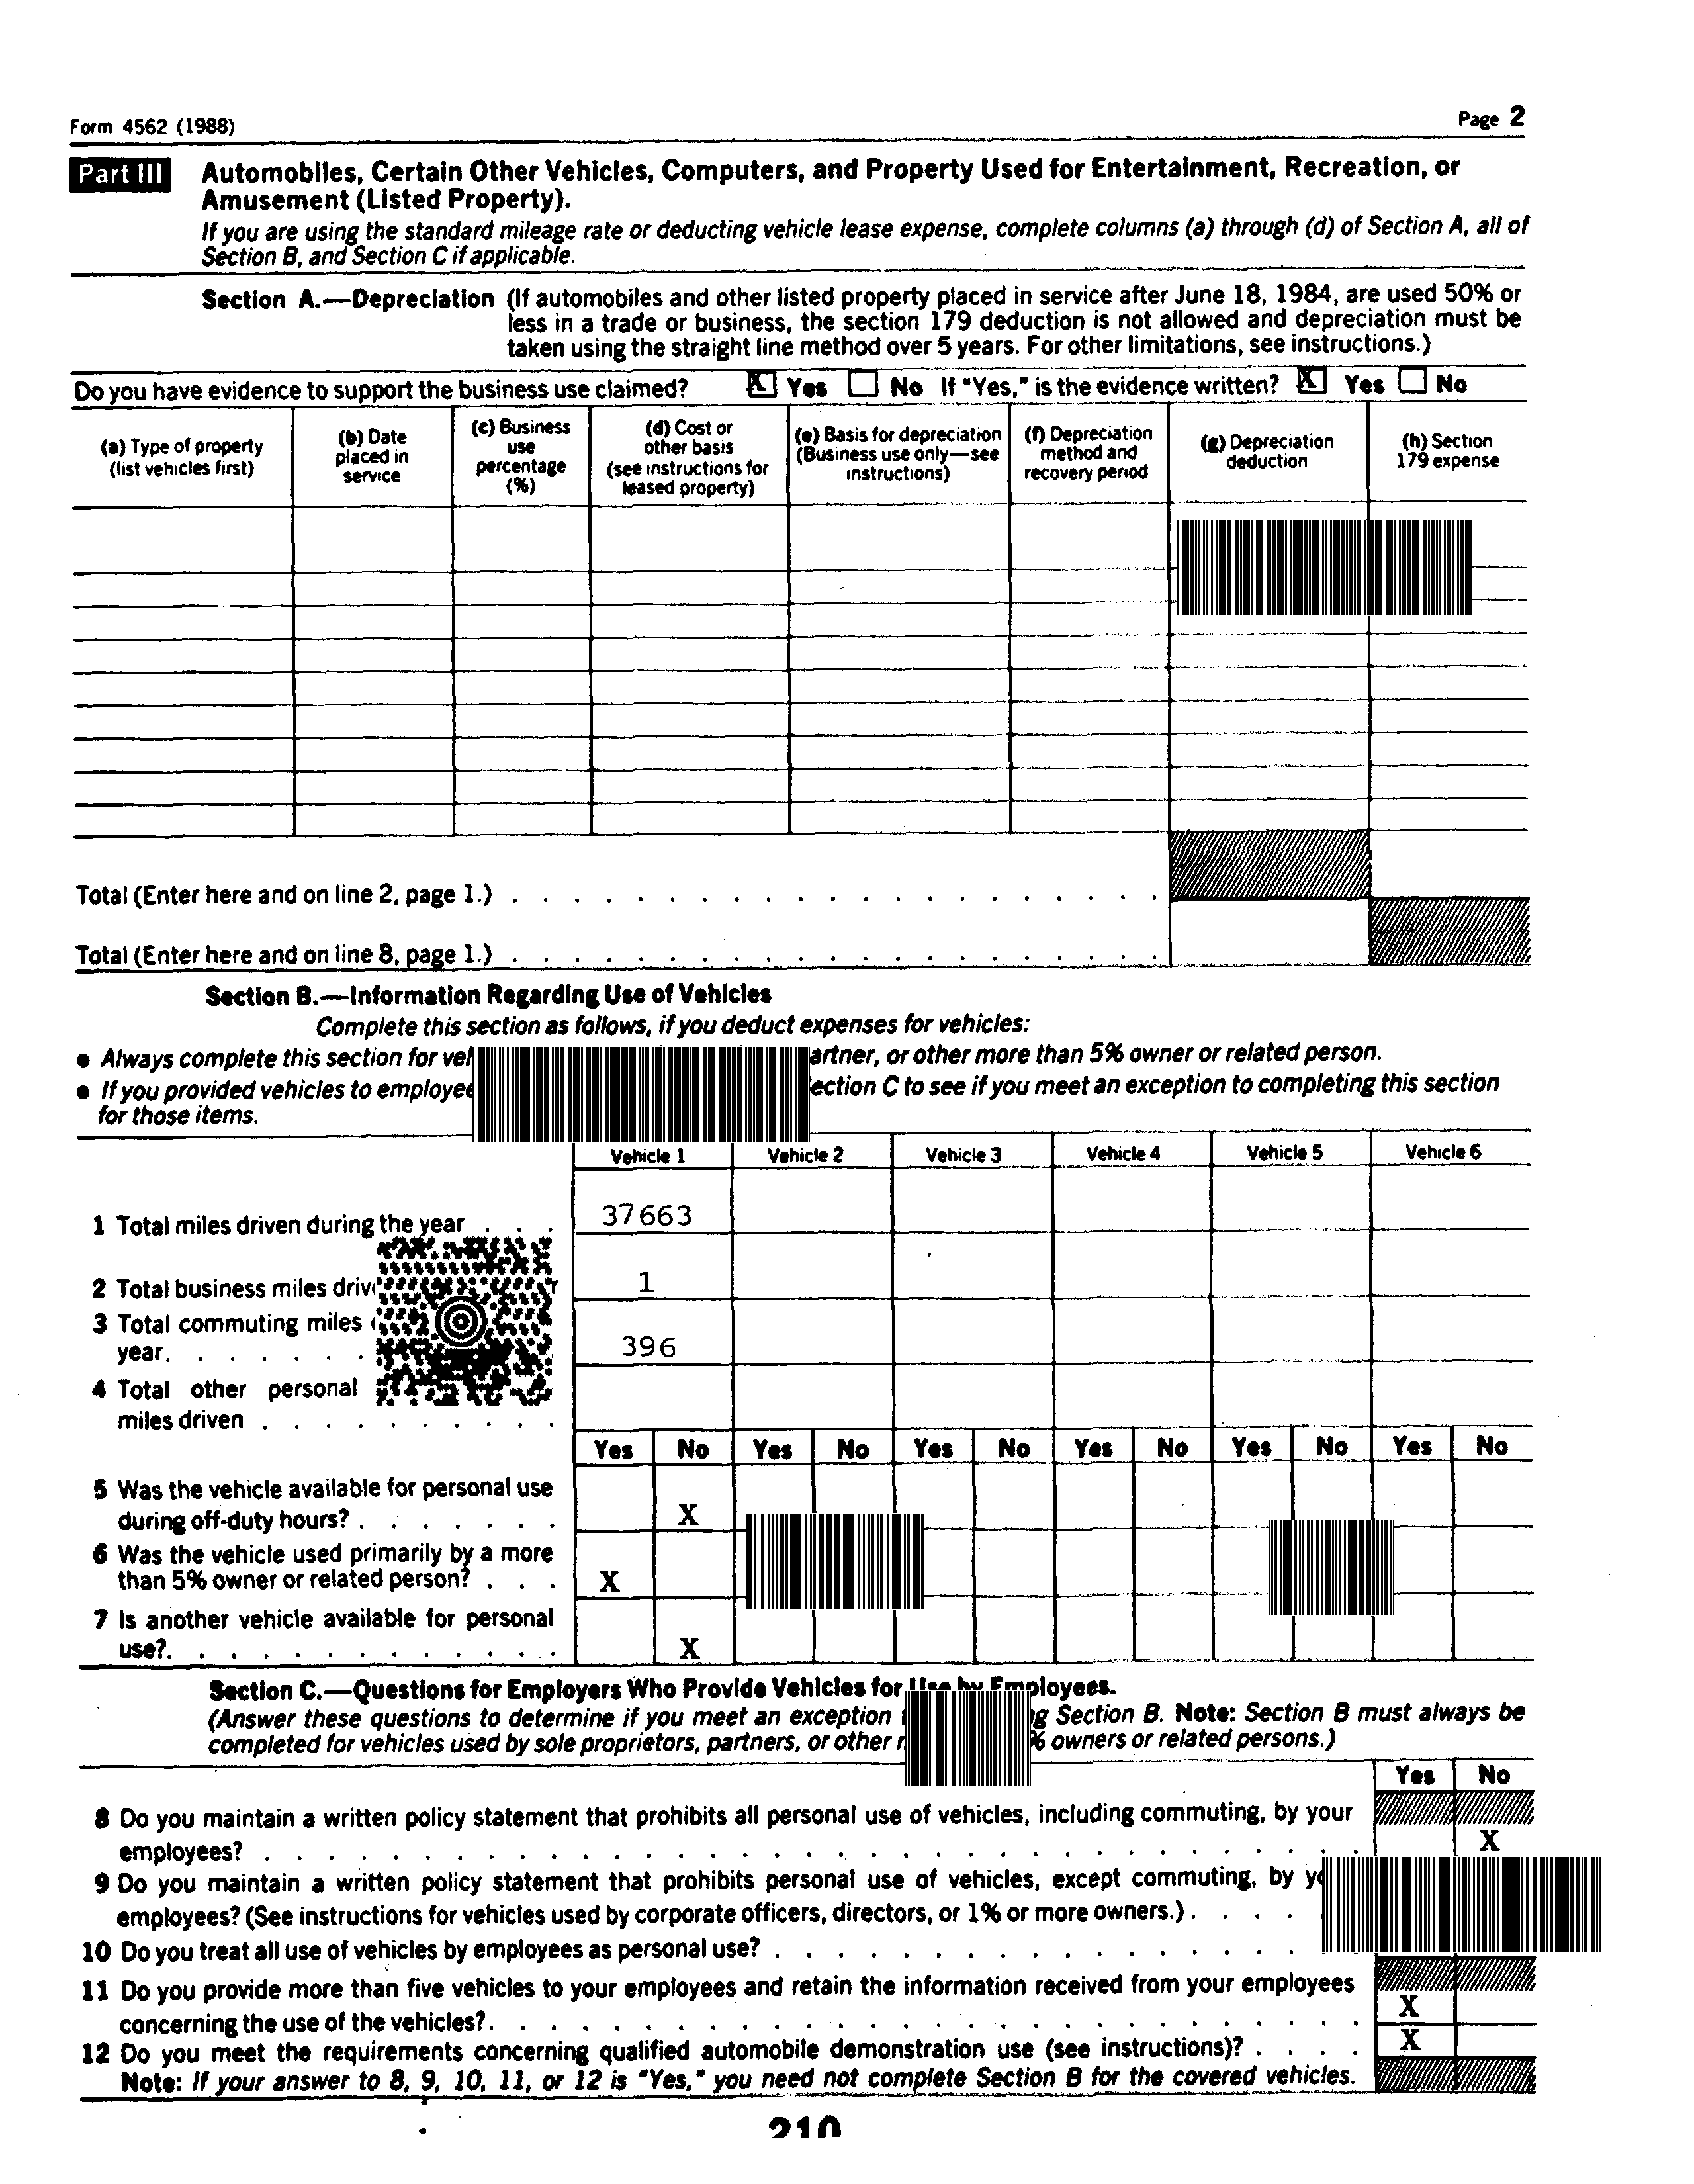 Form 4562 (1988)
Page 2
Part III
Automobiles, Certain Other Vehicles, Computers, and Property Used for Entertainment, Recreation, or
Amusement (Listed Property).
If you are using the standard mileage rate or deducting vehicle lease expense, complete columns (a) through (d) of Section A, all of
Section B, and Section C if applicable.
Section A.—Depreciation (If automobiles and other listed property placed in service after June 18, 1984, are used 50% or
less in a trade or business, the section 179 deduction is not allowed and depreciation must be
taken using the straight line method over 5 years. For other limitations, see instructions.)
Do you have evidence to support the business use claimed? X Yes No If "Yes," is the evidence written? X Yes No
(a) Type of property
(list vehicles first)
(b) Date
placed in
service
(c) Business
use
percentage
(%)
(d) Cost or
other basis
(see instructions for
leased property)
(e) Basis for depreciation
(Business use only—see
instructions)
(f) Depreciation
method and
recovery period
(g) Depreciation
deduction
(h) Section
179 expense
Total (Enter here and on line 2, page 1.)
Total (Enter here and on line 8, page 1.)
Section B.—Information Regarding Use of Vehicles
Complete this section as follows, if you deduct expenses for vehicles:
● Always complete this section for artner, or other more than 5% owner or related person.
● If you provided vehicles to employee ection C to see if you meet an exception to completing this section
for those items.
Vehicle 1 Vehicle 2 Vehicle 3 Vehicle 4 Vehicle 5 Vehicle 6
1 Total miles driven during the year . . . 37663
2 Total business miles 1
3 Total commuting miles
year. . . . . . . 396
4 Total other personal
miles driven . . . . . . . . . .
Yes No Yes No Yes No Yes No Yes No Yes No
5 Was the vehicle available for personal use
during off-duty hours? . . . . . . . X
6 Was the vehicle used primarily by a more
than 5% owner or related person? . . . X
7 Is another vehicle available for personal
use?. . . . . . . . . . . . . X
Section C.—Questions for Employers Who Provide Vehicles for Use by Employees.
(Answer these questions to determine if you meet an exception Section B. Note: Section B must always be
completed for vehicles used by sole proprietors, partners, or other % owners or related persons.)
Yes No
8 Do you maintain a written policy statement that prohibits all personal use of vehicles, including commuting, by your
employees? X
9 Do you maintain a written policy statement that prohibits personal use of vehicles, except commuting, by
employees? (See instructions for vehicles used by corporate officers, directors, or 1% or more owners.) . . . .
10 Do you treat all use of vehicles by employees as personal use?
11 Do you provide more than five vehicles to your employees and retain the information received from your employees
concerning the use of the vehicles? X
12 Do you meet the requirements concerning qualified automobile demonstration use (see instructions)? . . . . X
Note: If your answer to 8, 9, 10, 11, or 12 is "Yes," you need not complete Section B for the covered vehicles.
210